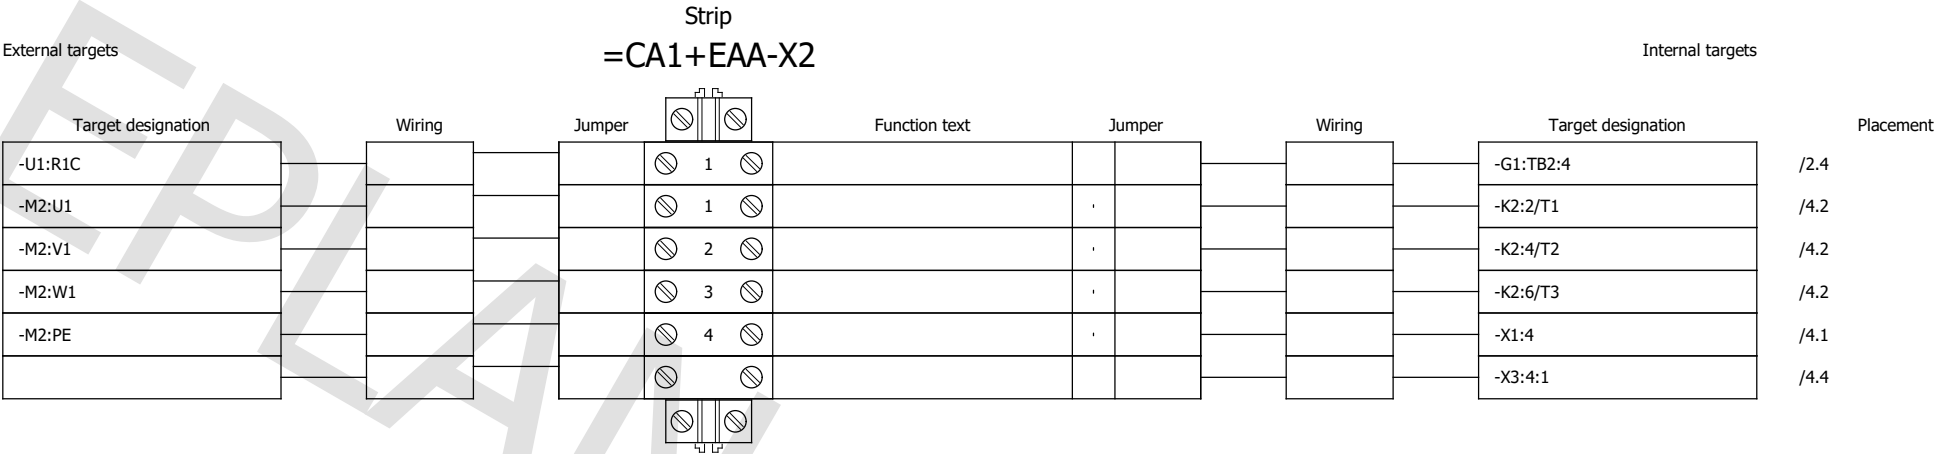 Strip
External targets =CA1+EAA-X2 Internal targets
Target designation Wiring Jumper Function text Jumper Wiring Target designation Placement
-U1:R1C 1 -G1:TB2:4 /2.4
-M2:U1 1 -K2:2/T1 /4.2
-M2:V1 2 -K2:4/T2 /4.2
-M2:W1 3 -K2:6/T3 /4.2
-M2:PE 4 -X1:4 /4.1
-X3:4:1 /4.4
EPLAN